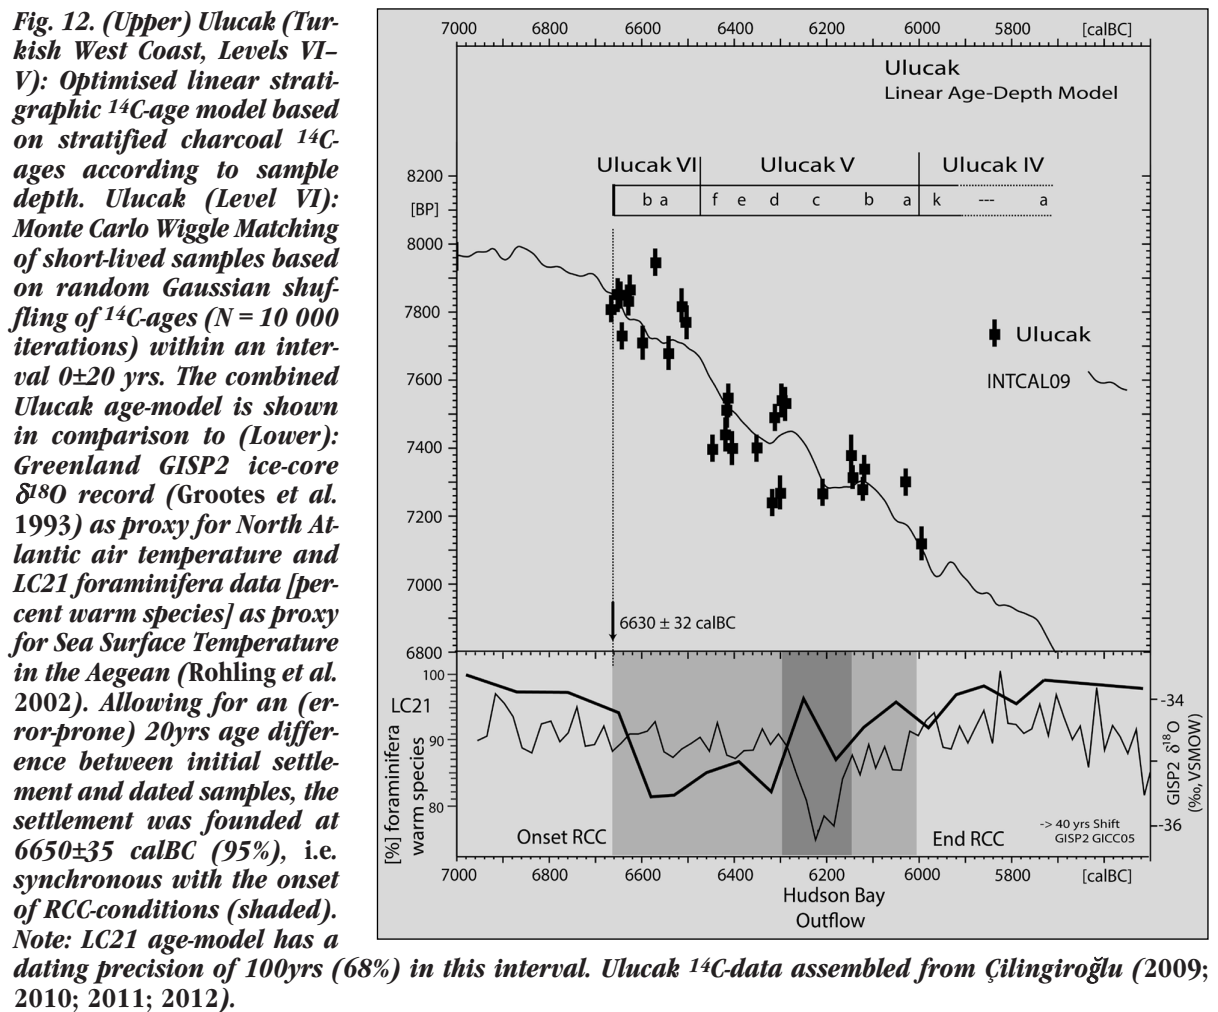 Fig. 12. (Upper) Ulucak (Tur-
kish West Coast, Levels VI–
V): Optimised linear strati-
graphic 14C-age model based
on stratified charcoal 14C-
ages according to sample
depth. Ulucak (Level VI):
Monte Carlo Wiggle Matching
of short-lived samples based
on random Gaussian shuf-
fling of 14C-ages (N = 10 000
iterations) within an inter-
val 0±20 yrs. The combined
Ulucak age-model is shown
in comparison to (Lower):
Greenland GISP2 ice-core
δ18O record (Grootes et al.
1993) as proxy for North At-
lantic air temperature and
LC21 foraminifera data [per-
cent warm species] as proxy
for Sea Surface Temperature
in the Aegean (Rohling et al.
2002). Allowing for an (er-
ror-prone) 20yrs age differ-
ence between initial settle-
ment and dated samples, the
settlement was founded at
6650±35 calBC (95%), i.e.
synchronous with the onset
of RCC-conditions (shaded).
Note: LC21 age-model has a
dating precision of 100yrs (68%) in this interval. Ulucak 14C-data assembled from Çilingiroğlu (2009;
2010; 2011; 2012).
7000 6800 6600 6400 6200 6000 5800 [calBC]
Ulucak
Linear Age-Depth Model
Ulucak VI Ulucak V Ulucak IV
b a f e d c b a k --- a
8200
[BP]
8000
7800
7600
7400
7200
7000
6800
Ulucak
INTCAL09
6630 ± 32 calBC
100
LC21
90
80
[%] foraminifera
warm species
-34
-36
GISP2 δ18O
(‰, VSMOW)
Onset RCC
End RCC
-> 40 yrs Shift
GISP2 GICC05
7000 6800 6600 6400 6200 6000 5800 [calBC]
Hudson Bay
Outflow